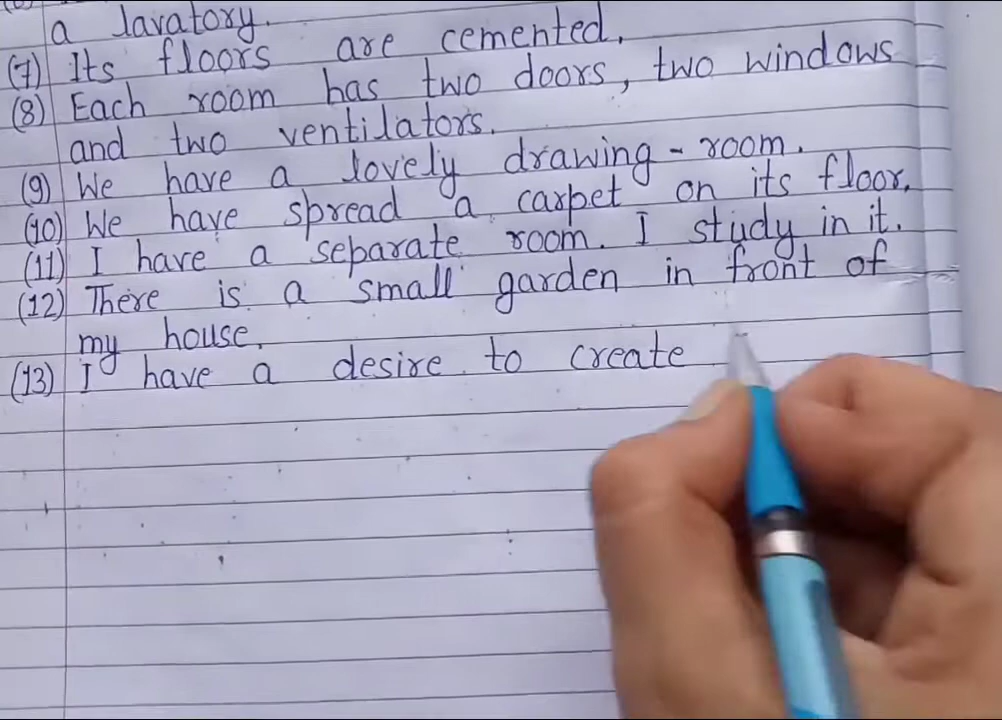 a lavatory.
(7) Its floors are cemented.
(8) Each room has two doors, two windows
and two ventilators.
(9) We have a lovely drawing-room.
(10) We have spread a carpet on its floor.
(11) I have a separate room. I study in it.
(12) There is a small garden in front of
my house.
(13) I have a desire to create